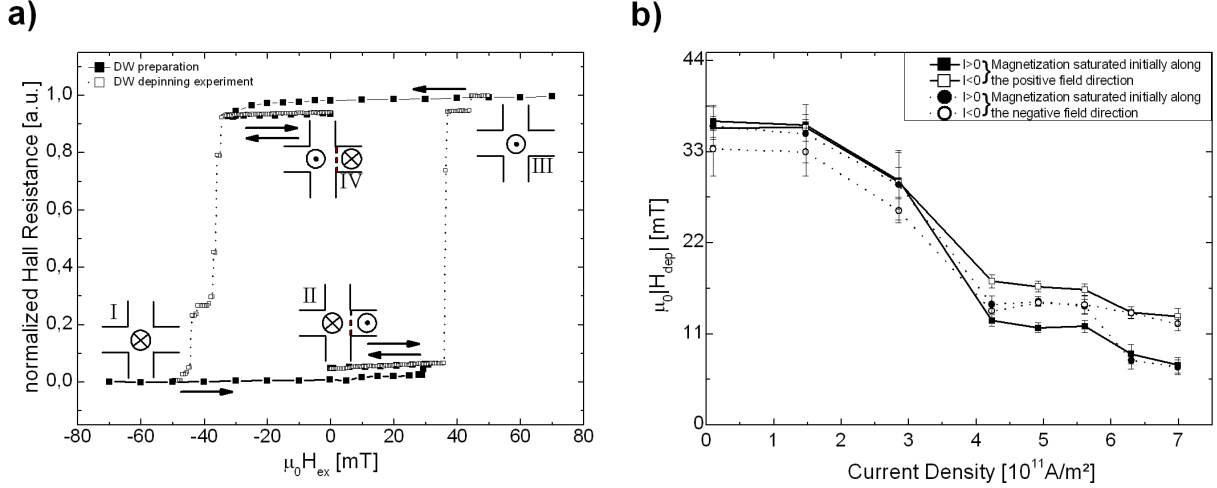 a)
DW preparation
DW depinning experiment
1.0
0,8
0,6
0,4
0,2
0,0
normalized Hall Resistance [a.u.]
I
II
III
IV
-80 -60 -40 -20 0 20 40 60 80
μ0Hex [mT]
b)
I>0 } Magnetization saturated initially along
I<0 } the positive field direction
I>0 } Magnetization saturated initially along
I<0 } the negative field direction
44
33
22
11
0
μ0|Hdep| [mT]
0 1 2 3 4 5 6 7
Current Density [10¹¹A/m²]